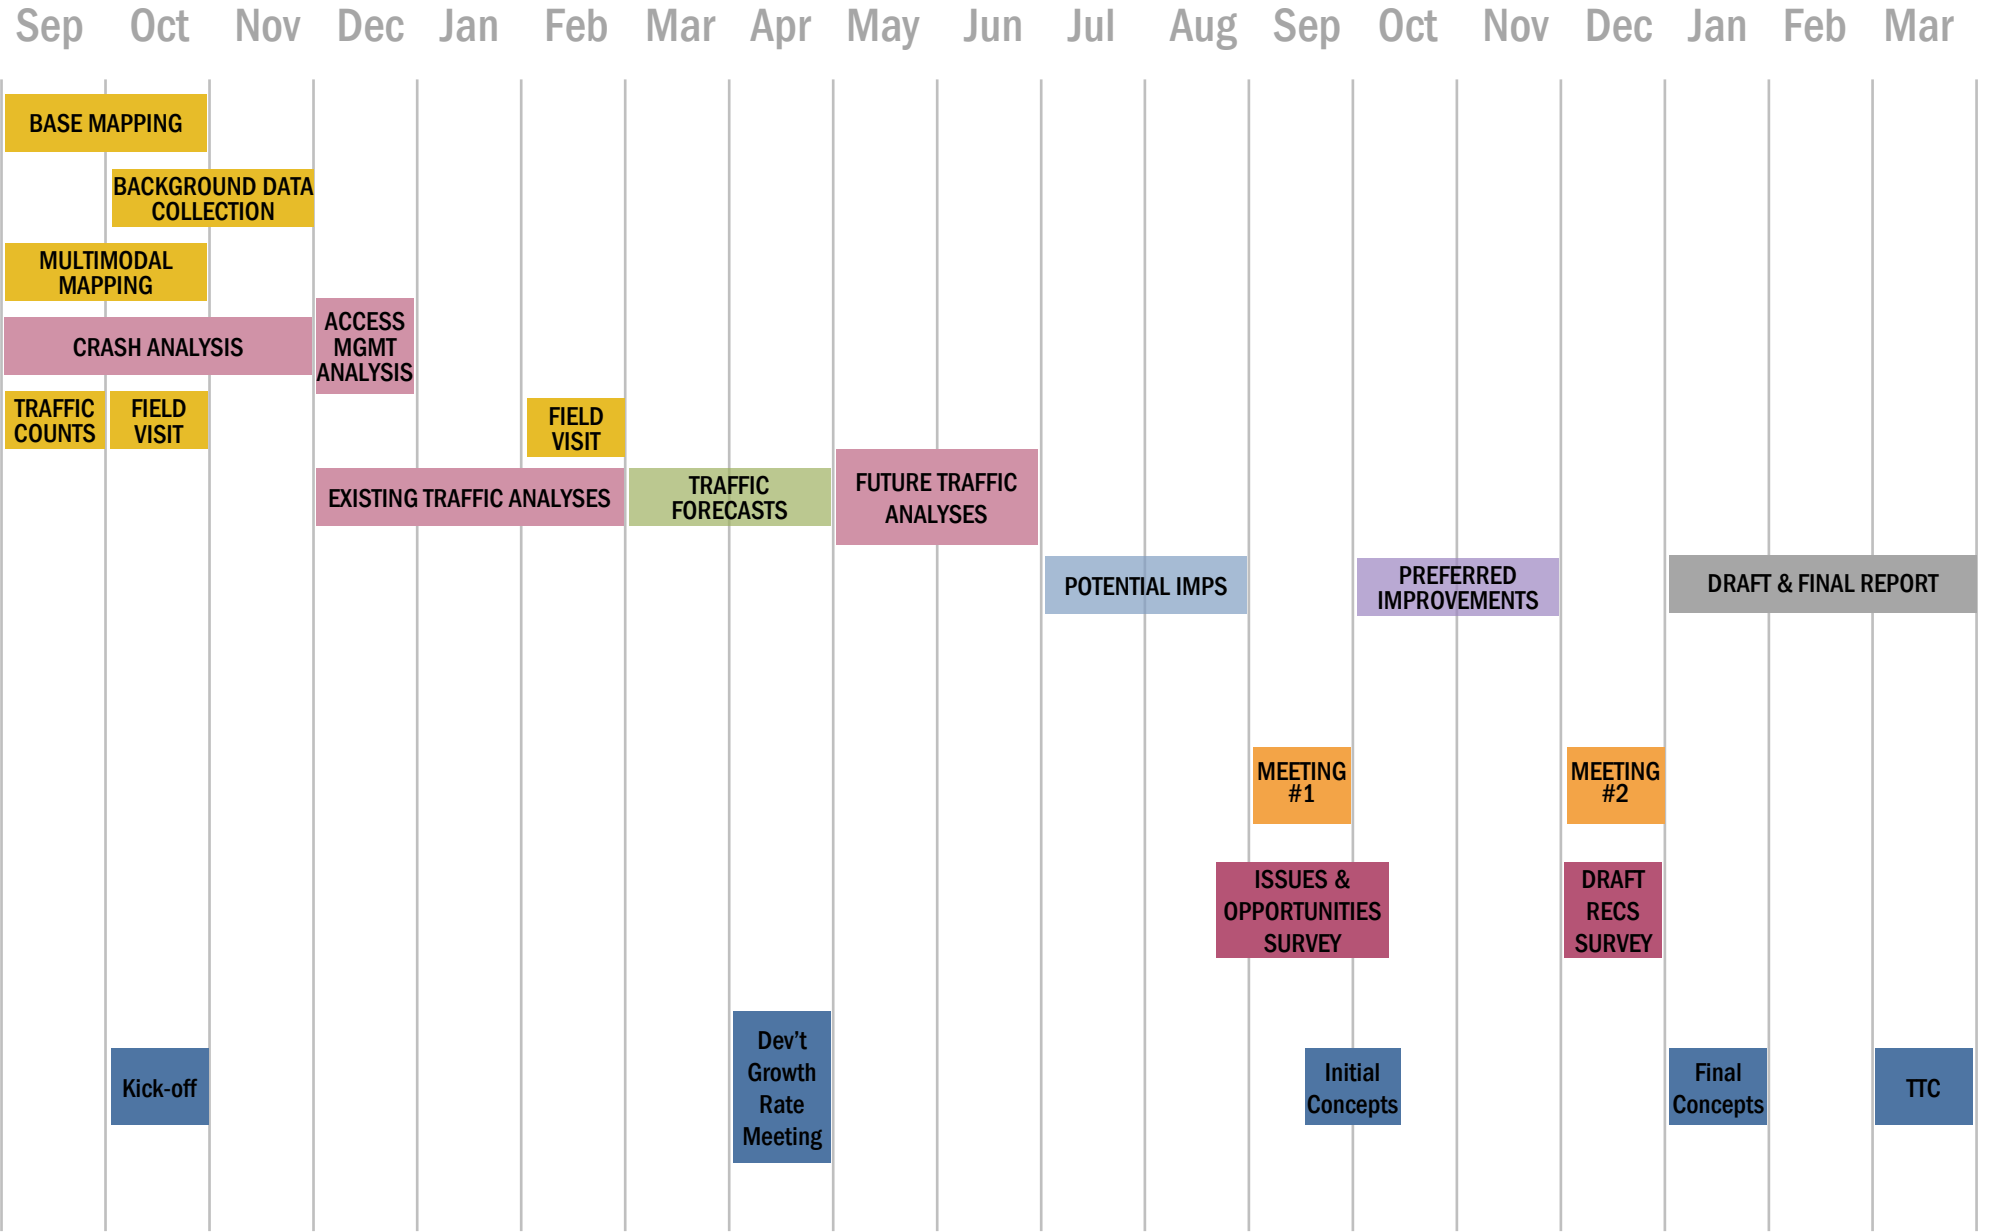 Sep Oct Nov Dec Jan Feb Mar Apr May Jun Jul Aug Sep Oct Nov Dec Jan Feb Mar
BASE MAPPING
BACKGROUND DATA
COLLECTION
MULTIMODAL
MAPPING
CRASH ANALYSIS
ACCESS
MGMT
ANALYSIS
TRAFFIC
COUNTS
FIELD
VISIT
FIELD
VISIT
EXISTING TRAFFIC ANALYSES
TRAFFIC
FORECASTS
FUTURE TRAFFIC
ANALYSES
POTENTIAL IMPS
PREFERRED
IMPROVEMENTS
DRAFT & FINAL REPORT
MEETING
#1
MEETING
#2
ISSUES &
OPPORTUNITIES
SURVEY
DRAFT
RECS
SURVEY
Kick-off
Dev’t
Growth
Rate
Meeting
Initial
Concepts
Final
Concepts
TTC